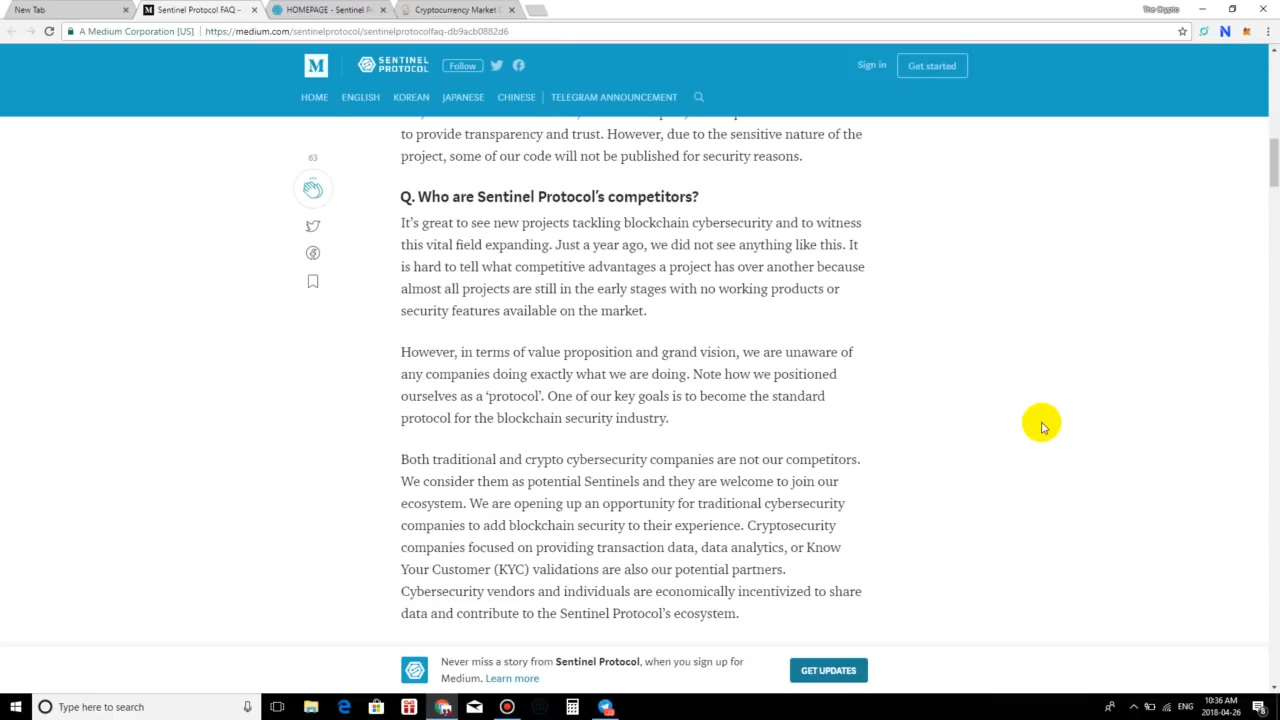 New Tab
Sentinel Protocol FAQ –
HOMEPAGE - Sentinel P
Cryptocurrency Market
The Crypto
A Medium Corporation [US]
https://medium.com/sentinelprotocol/sentinelprotocolfaq-db9acb0882d6
M
SENTINEL
PROTOCOL
Follow
Sign in
Get started
HOME
ENGLISH
KOREAN
JAPANESE
CHINESE
TELEGRAM ANNOUNCEMENT
to provide transparency and trust. However, due to the sensitive nature of the
project, some of our code will not be published for security reasons.
63
Q. Who are Sentinel Protocol’s competitors?
It’s great to see new projects tackling blockchain cybersecurity and to witness
this vital field expanding. Just a year ago, we did not see anything like this. It
is hard to tell what competitive advantages a project has over another because
almost all projects are still in the early stages with no working products or
security features available on the market.
However, in terms of value proposition and grand vision, we are unaware of
any companies doing exactly what we are doing. Note how we positioned
ourselves as a ‘protocol’. One of our key goals is to become the standard
protocol for the blockchain security industry.
Both traditional and crypto cybersecurity companies are not our competitors.
We consider them as potential Sentinels and they are welcome to join our
ecosystem. We are opening up an opportunity for traditional cybersecurity
companies to add blockchain security to their experience. Cryptosecurity
companies focused on providing transaction data, data analytics, or Know
Your Customer (KYC) validations are also our potential partners.
Cybersecurity vendors and individuals are economically incentivized to share
data and contribute to the Sentinel Protocol’s ecosystem.
Never miss a story from Sentinel Protocol, when you sign up for
Medium. Learn more
GET UPDATES
Type here to search
ENG
10:36 AM
2018-04-26